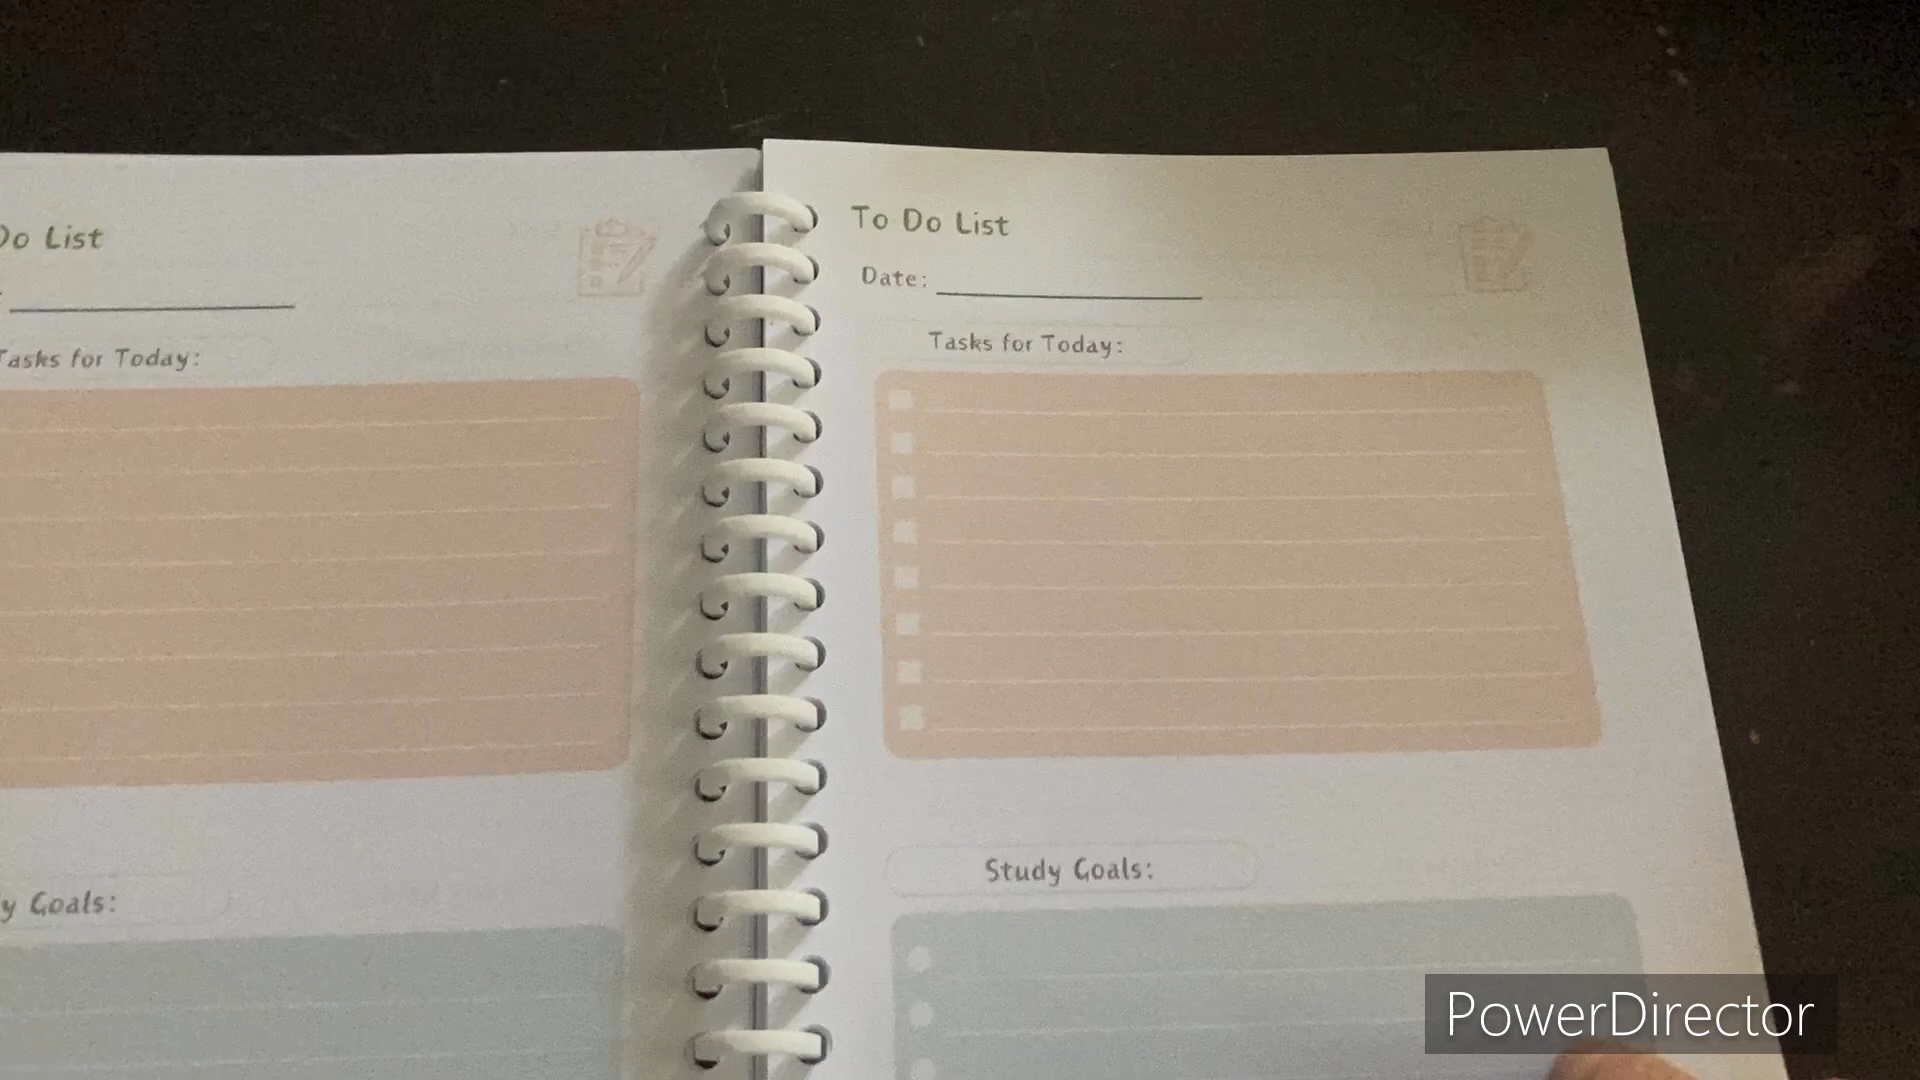 Do List
Tasks for Today:
y Goals:
To Do List
Date:
Tasks for Today:
Study Goals:
PowerDirector